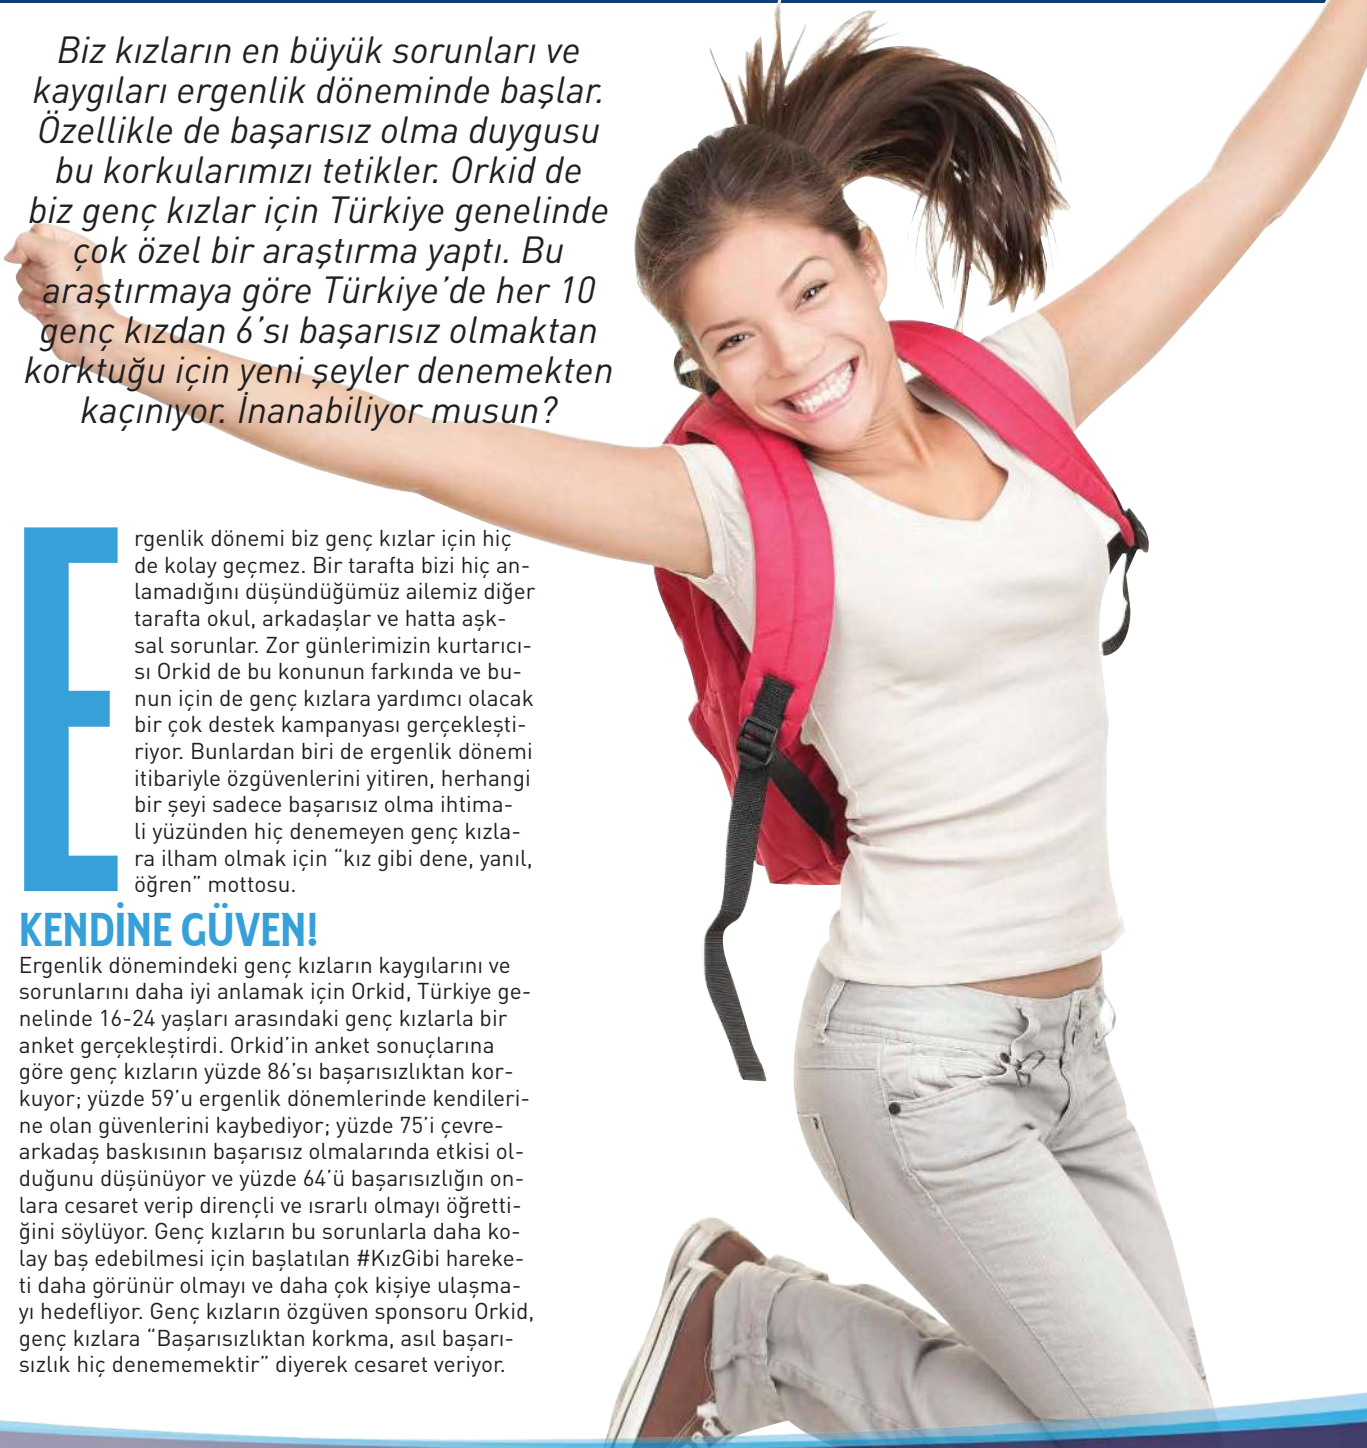 Biz kızların en büyük sorunları ve
kaygıları ergenlik döneminde başlar.
Özellikle de başarısız olma duygusu
bu korkularımızı tetikler. Orkid de
biz genç kızlar için Türkiye genelinde
çok özel bir araştırma yaptı. Bu
araştırmaya göre Türkiye'de her 10
genç kızdan 6'sı başarısız olmaktan
korktuğu için yeni şeyler denemekten
kaçınıyor. İnanabiliyor musun?
Ergenlik dönemi biz genç kızlar için hiç
de kolay geçmez. Bir tarafta bizi hiç an-
lamadığını düşündüğümüz ailemiz diğer
tarafta okul, arkadaşlar ve hatta aşk-
sal sorunlar. Zor günlerimizin kurtarıcı-
sı Orkid de bu konunun farkında ve bu-
nun için de genç kızlara yardımcı olacak
bir çok destek kampanyası gerçekleşti-
riyor. Bunlardan biri de ergenlik dönemi
itibariyle özgüvenlerini yitiren, herhangi
bir şeyi sadece başarısız olma ihtima-
li yüzünden hiç denemeyen genç kızla-
ra ilham olmak için “kız gibi dene, yanıl,
öğren” mottosu.
KENDİNE GÜVEN!
Ergenlik dönemindeki genç kızların kaygılarını ve
sorunlarını daha iyi anlamak için Orkid, Türkiye ge-
nelinde 16-24 yaşları arasındaki genç kızlarla bir
anket gerçekleştirdi. Orkid'in anket sonuçlarına
göre genç kızların yüzde 86'sı başarısızlıktan kor-
kuyor; yüzde 59'u ergenlik dönemlerinde kendileri-
ne olan güvenlerini kaybediyor; yüzde 75'i çevre-
arkadaş baskısının başarısız olmalarında etkisi ol-
duğunu düşünüyor ve yüzde 64'ü başarısızlığın on-
lara cesaret verip dirençli ve ısrarlı olmayı öğretti-
ğini söylüyor. Genç kızların bu sorunlarla daha ko-
lay baş edebilmesi için başlatılan #KızGibi hareke-
ti daha görünür olmayı ve daha çok kişiye ulaşma-
yı hedefliyor. Genç kızların özgüven sponsoru Orkid,
genç kızlara “Başarısızlıktan korkma, asıl başarı-
sızlık hiç denememektir” diyerek cesaret veriyor.